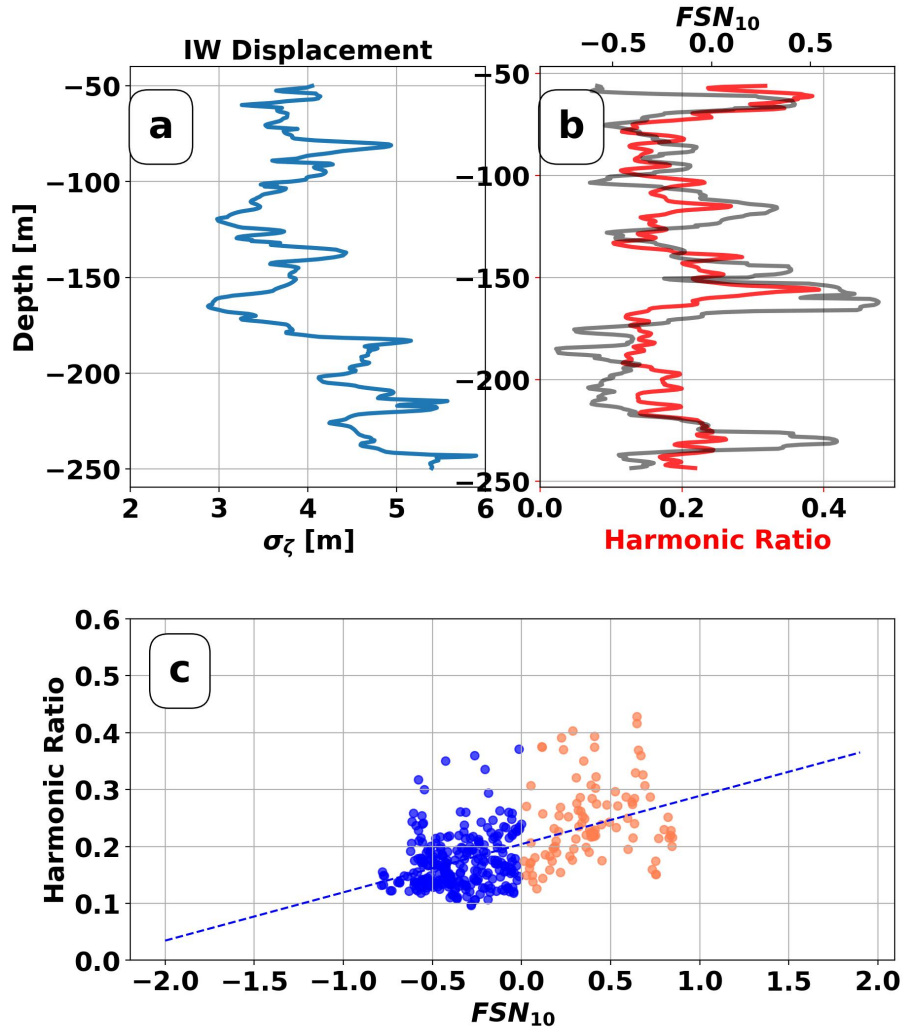 IW Displacement
a
−50
−100
−150
−200
−250
Depth [m]
2 3 4 5 6
σζ [m]
FSN10
−0.5 0.0 0.5
b
−50
−100
−150
−200
−250
0.0 0.2 0.4
Harmonic Ratio
c
0.6
0.5
0.4
0.3
0.2
0.1
0.0
Harmonic Ratio
−2.0 −1.5 −1.0 −0.5 0.0 0.5 1.0 1.5 2.0
FSN10